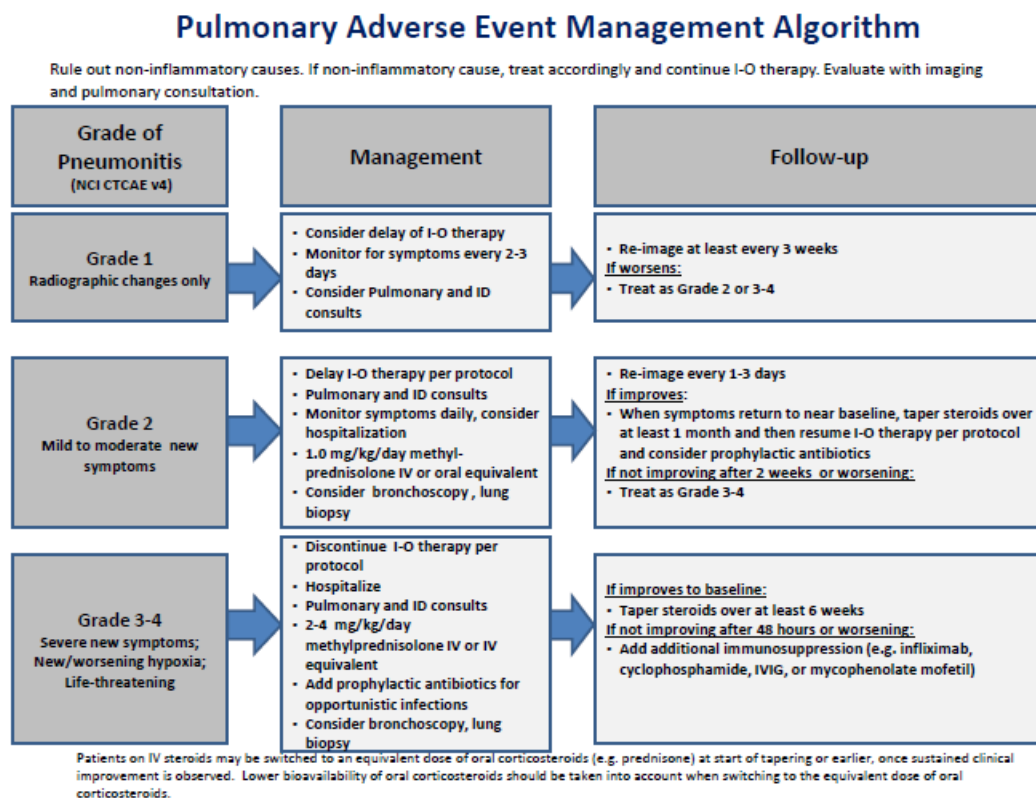 Pulmonary Adverse Event Management Algorithm
Rule out non-inflammatory causes. If non-inflammatory cause, treat accordingly and continue I-O therapy. Evaluate with imaging
and pulmonary consultation.
Grade of
Pneumonitis
(NCI CTCAE v4)
Management
Follow-up
Grade 1
Radiographic changes only
• Consider delay of I-O therapy
• Monitor for symptoms every 2-3
days
• Consider Pulmonary and ID
consults
• Re-image at least every 3 weeks
If worsens:
• Treat as Grade 2 or 3-4
Grade 2
Mild to moderate new
symptoms
• Delay I-O therapy per protocol
• Pulmonary and ID consults
• Monitor symptoms daily, consider
hospitalization
• 1.0 mg/kg/day methyl-
prednisolone IV or oral equivalent
• Consider bronchoscopy , lung
biopsy
• Re-image every 1-3 days
If improves:
• When symptoms return to near baseline, taper steroids over
at least 1 month and then resume I-O therapy per protocol
and consider prophylactic antibiotics
If not improving after 2 weeks or worsening:
• Treat as Grade 3-4
Grade 3-4
Severe new symptoms;
New/worsening hypoxia;
Life-threatening
• Discontinue I-O therapy per
protocol
• Hospitalize
• Pulmonary and ID consults
• 2-4 mg/kg/day
methylprednisolone IV or IV
equivalent
• Add prophylactic antibiotics for
opportunistic infections
• Consider bronchoscopy, lung
biopsy
If improves to baseline:
• Taper steroids over at least 6 weeks
If not improving after 48 hours or worsening:
• Add additional immunosuppression (e.g. infliximab,
cyclophosphamide, IVIG, or mycophenolate mofetil)
Patients on IV steroids may be switched to an equivalent dose of oral corticosteroids (e.g. prednisone) at start of tapering or earlier, once sustained clinical
improvement is observed. Lower bioavailability of oral corticosteroids should be taken into account when switching to the equivalent dose of oral
corticosteroids.